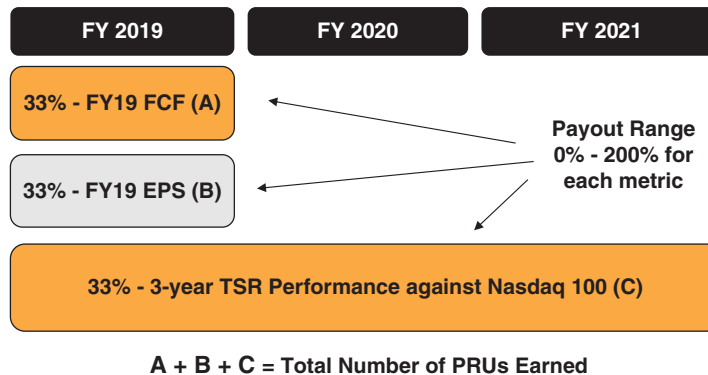 FY 2019
FY 2020
FY 2021
33% - FY19 FCF (A)
Payout Range
0% - 200% for
each metric
33% - FY19 EPS (B)
33% - 3-year TSR Performance against Nasdaq 100 (C)
A + B + C = Total Number of PRUs Earned